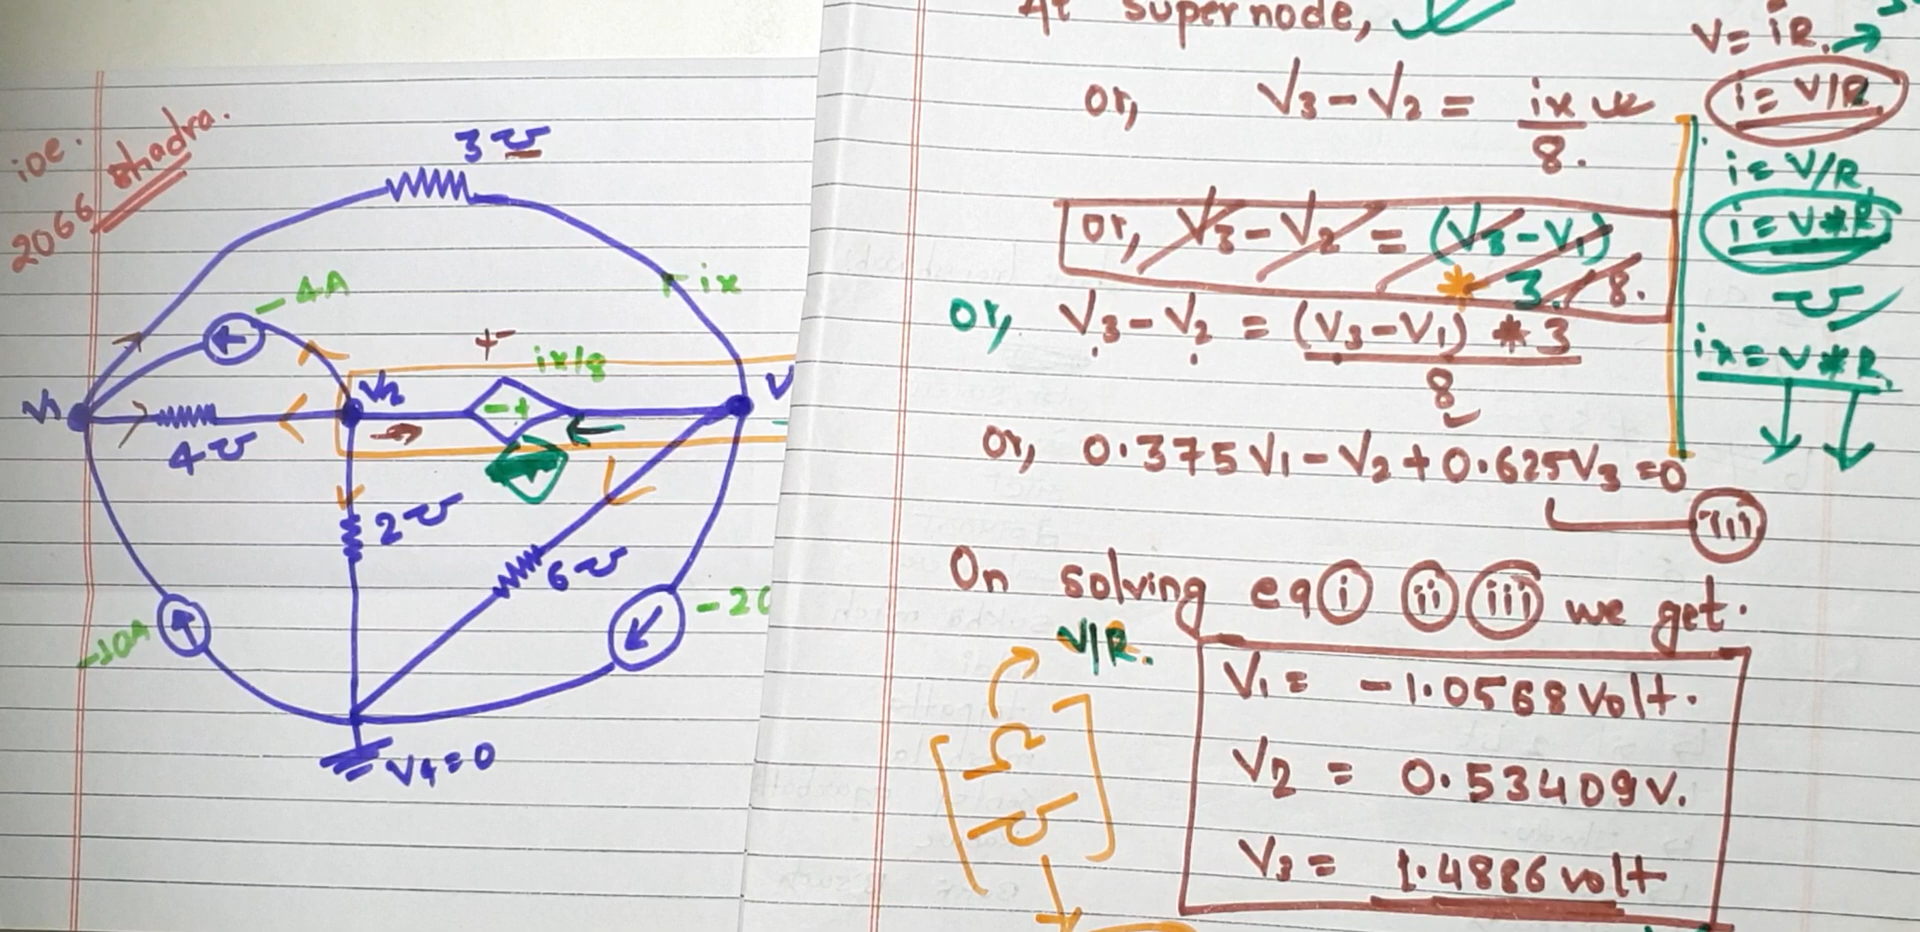 ioe.
2066 Bhadra.
3℧
-4A
ix
+-
ix/8
V1
V2
V
-+
4℧
2℧
6℧
-10A
-20
V4=0
At supernode,
or, V3-V2 = ix/8.
or, V3-V2 = (V3-V1)/3/8.
or, V3-V2 = (V3-V1)*3/8
or, 0.375V1-V2+0.625V3=0
iii
On solving eq i ii iii we get.
V1 = -1.0568 Volt.
V2 = 0.53409V.
V3 = 1.4886 volt
V=iR.
i=V/R.
i=V/R,
i=V*R
℧
ix=V*R,
V/R.